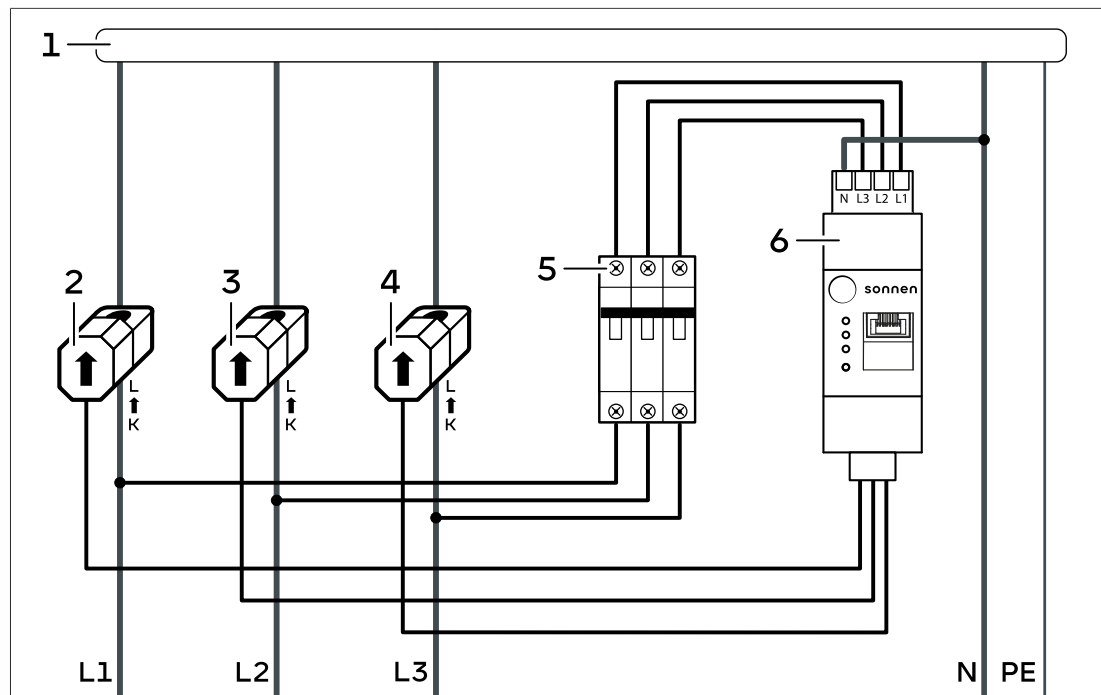 1
N L3 L2 L1
2 3 4 5 6
sonnen
L L L
K K K
L1 L2 L3 N PE